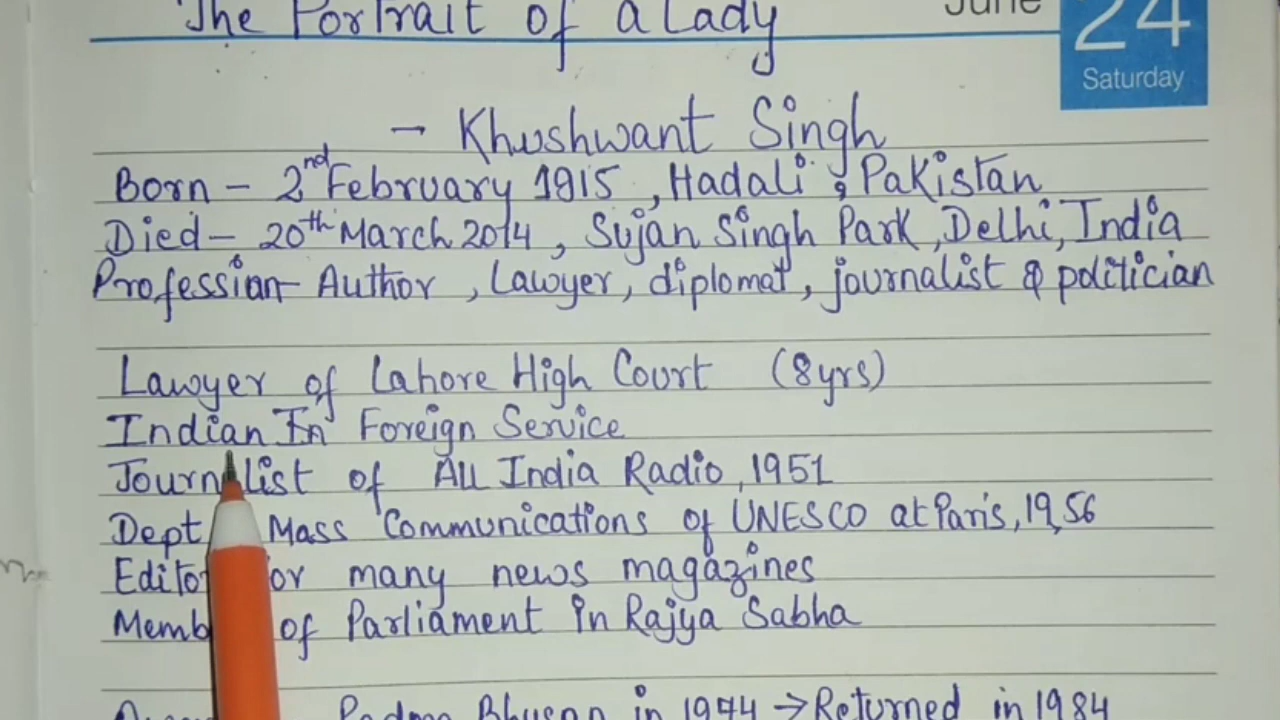 The Portrait of a Lady
June
24
Saturday
- Khushwant Singh
Born - 2nd February 1915, Hadali, Pakistan
Died - 20th March 2014, Sujan Singh Park, Delhi, India
Profession - Author, Lawyer, diplomat, journalist & politician
Lawyer of Lahore High Court (8yrs)
Indian In Foreign Service
Journalist of All India Radio, 1951
Dept Mass Communications of UNESCO at Paris, 1956
Editor for many news magazines
Memb of Parliament in Rajya Sabha
Padma Bhusan in 1974 → Returned in 1984